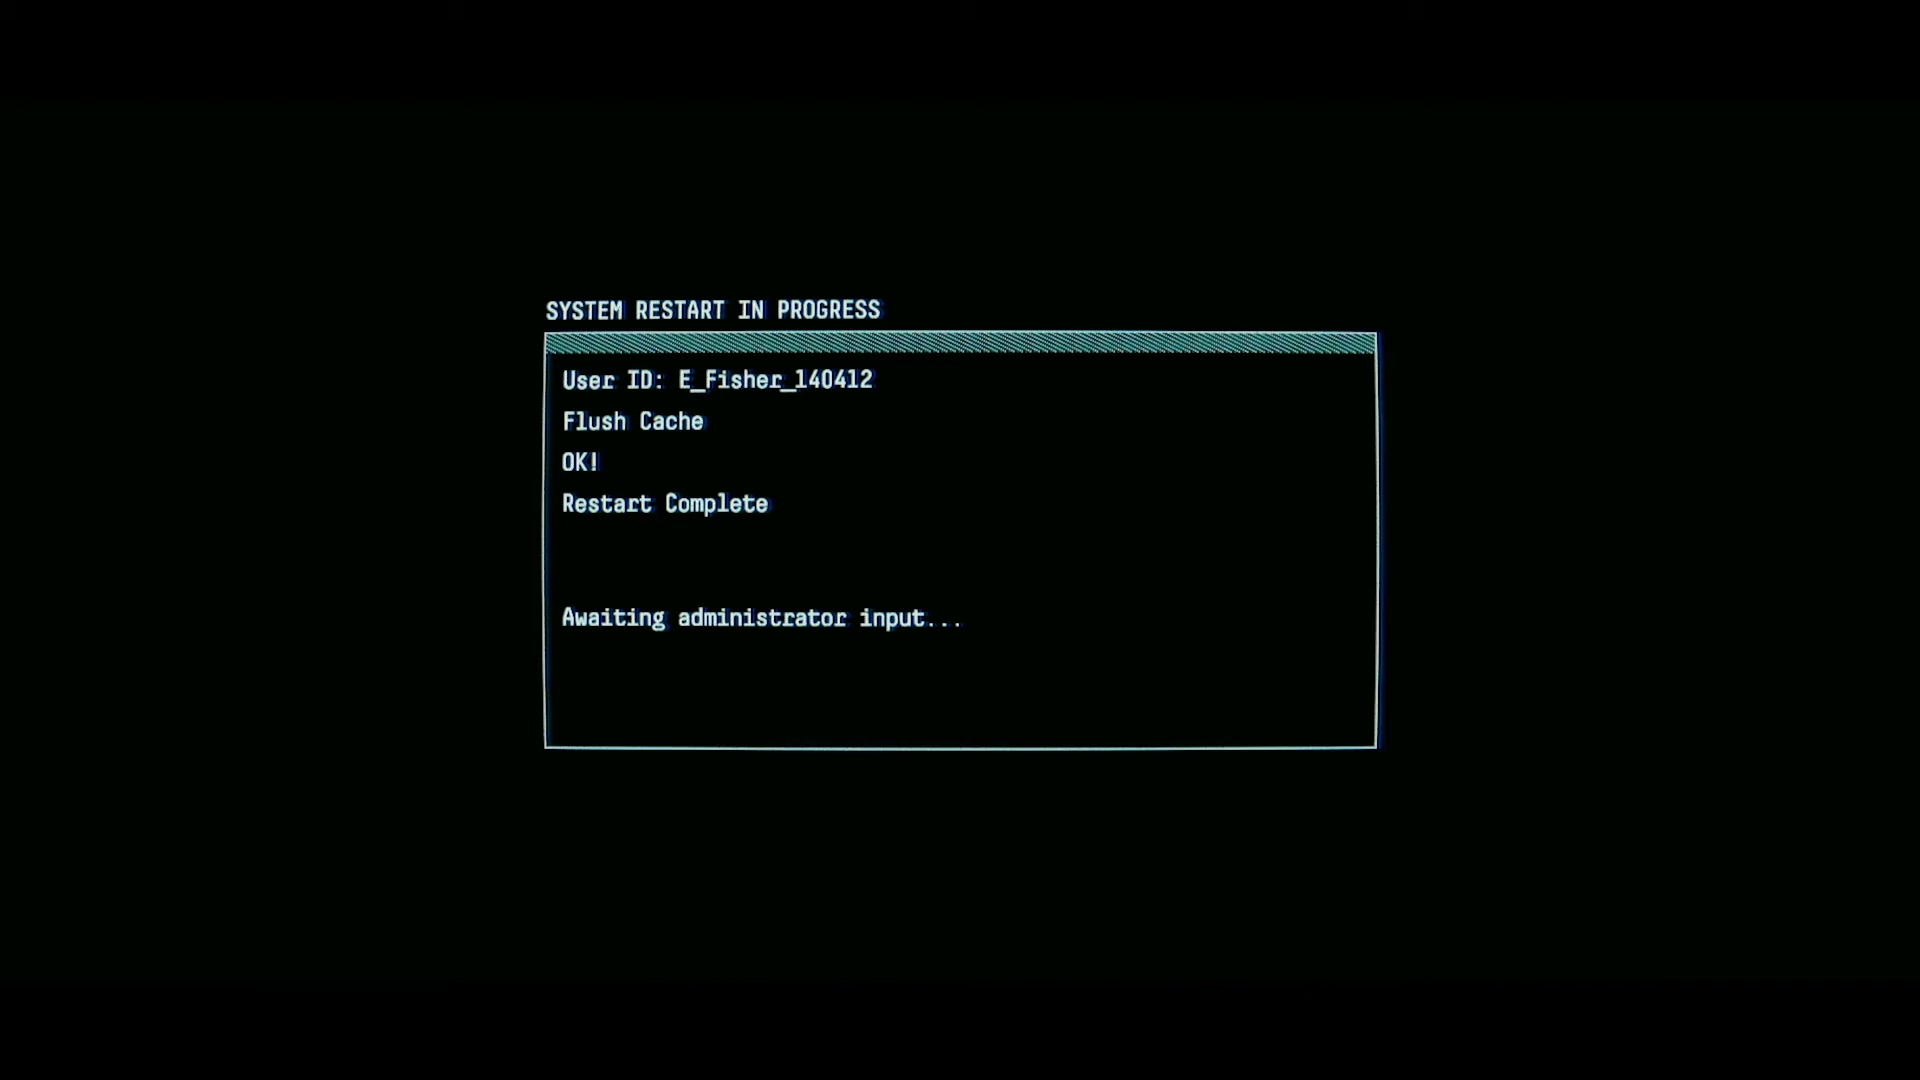 SYSTEM RESTART IN PROGRESS
User ID: E_Fisher_140412
Flush Cache
OK!
Restart Complete
Awaiting administrator input...